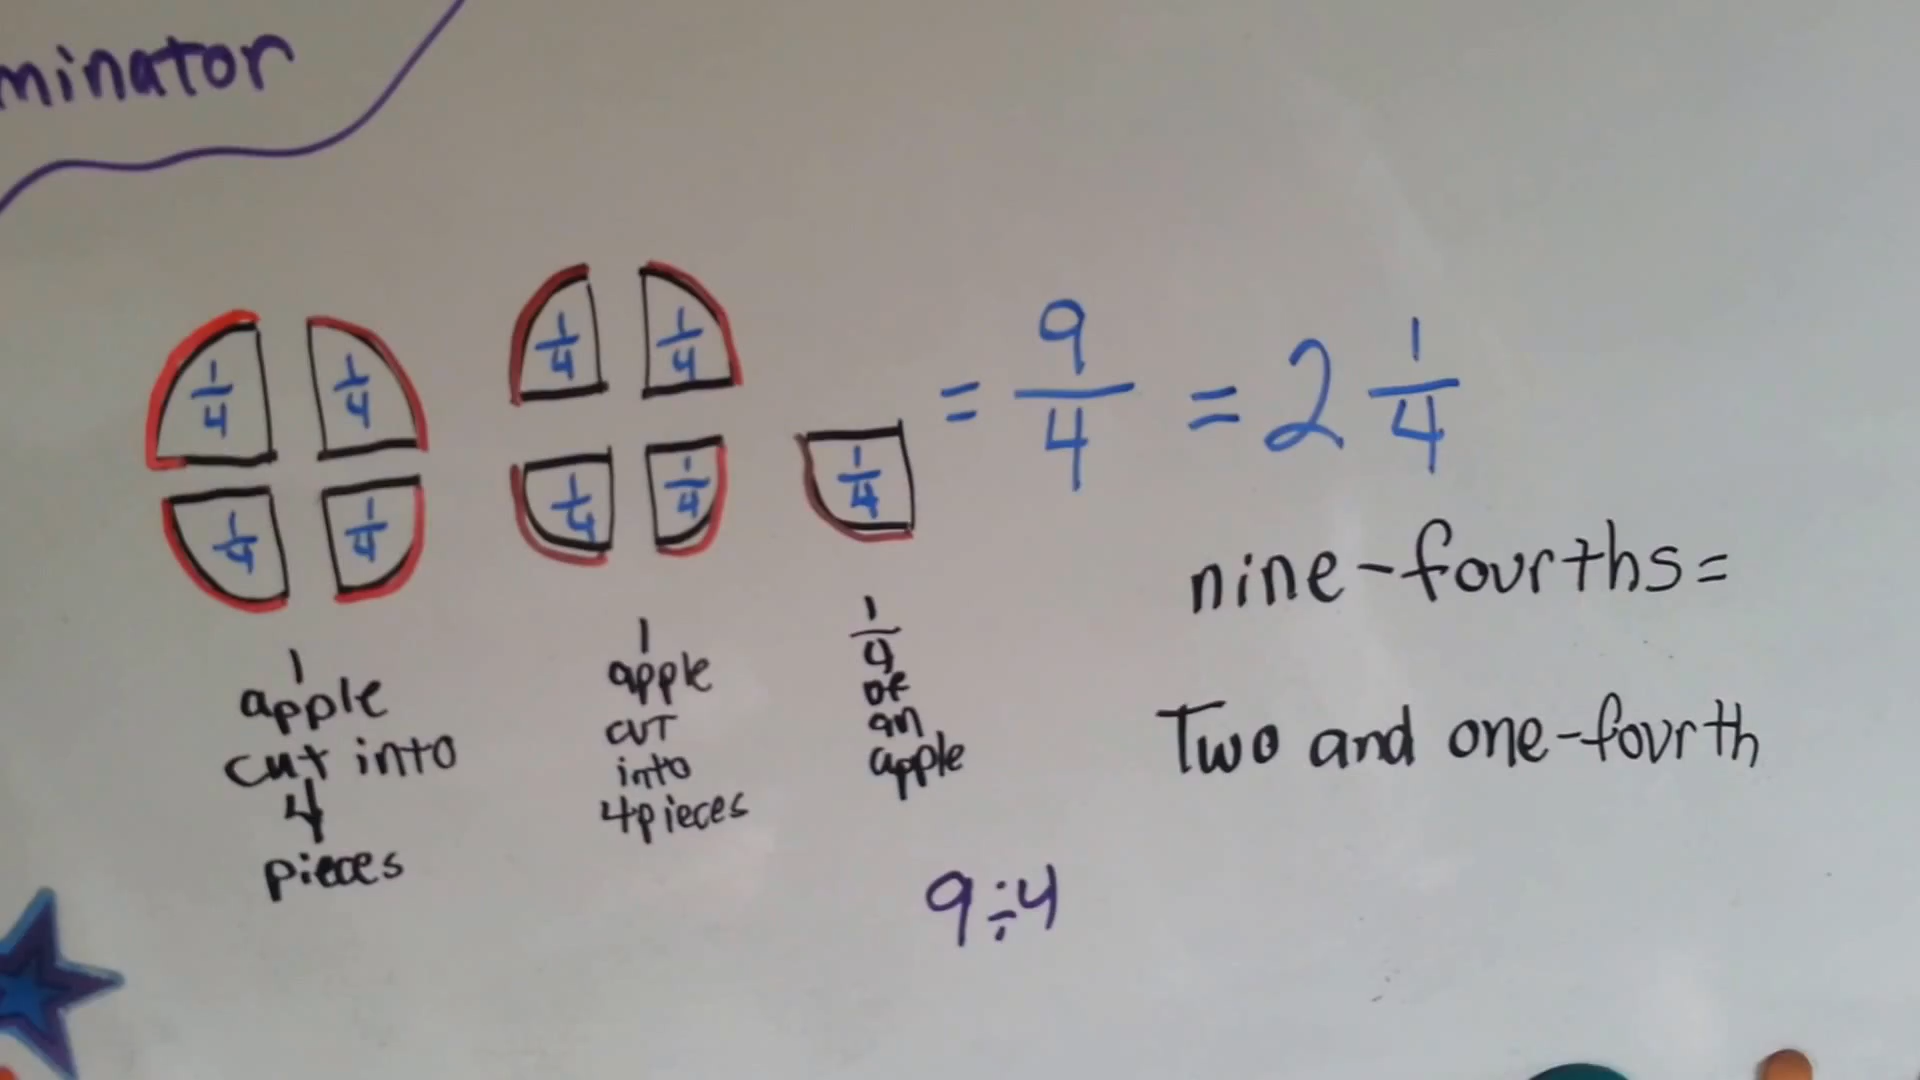 minator
1/4 1/4 1/4 1/4 = 9/4 = 2 1/4
1/4 1/4 1/4 1/4 1/4
nine-fourths=
Two and one-fourth
1
apple
cut into
4
pieces
1
apple
cut
into
4 pieces
1/4
of
an
apple
9÷4